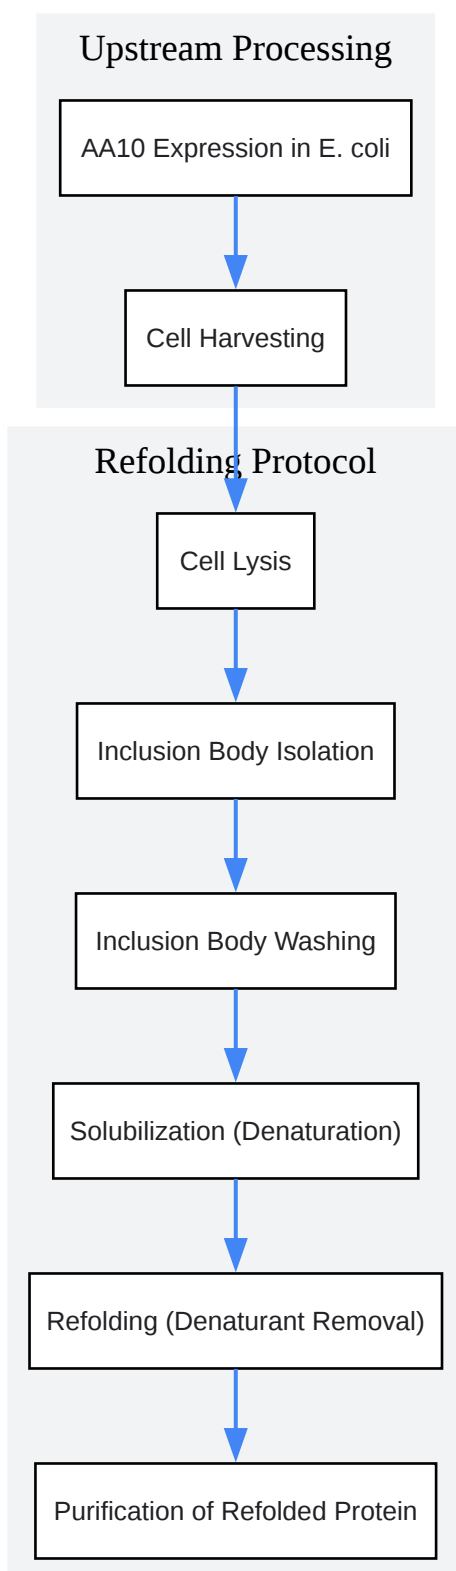 Upstream Processing
AA10 Expression in E. coli
Cell Harvesting
Refolding Protocol
Cell Lysis
Inclusion Body Isolation
Inclusion Body Washing
Solubilization (Denaturation)
Refolding (Denaturant Removal)
Purification of Refolded Protein